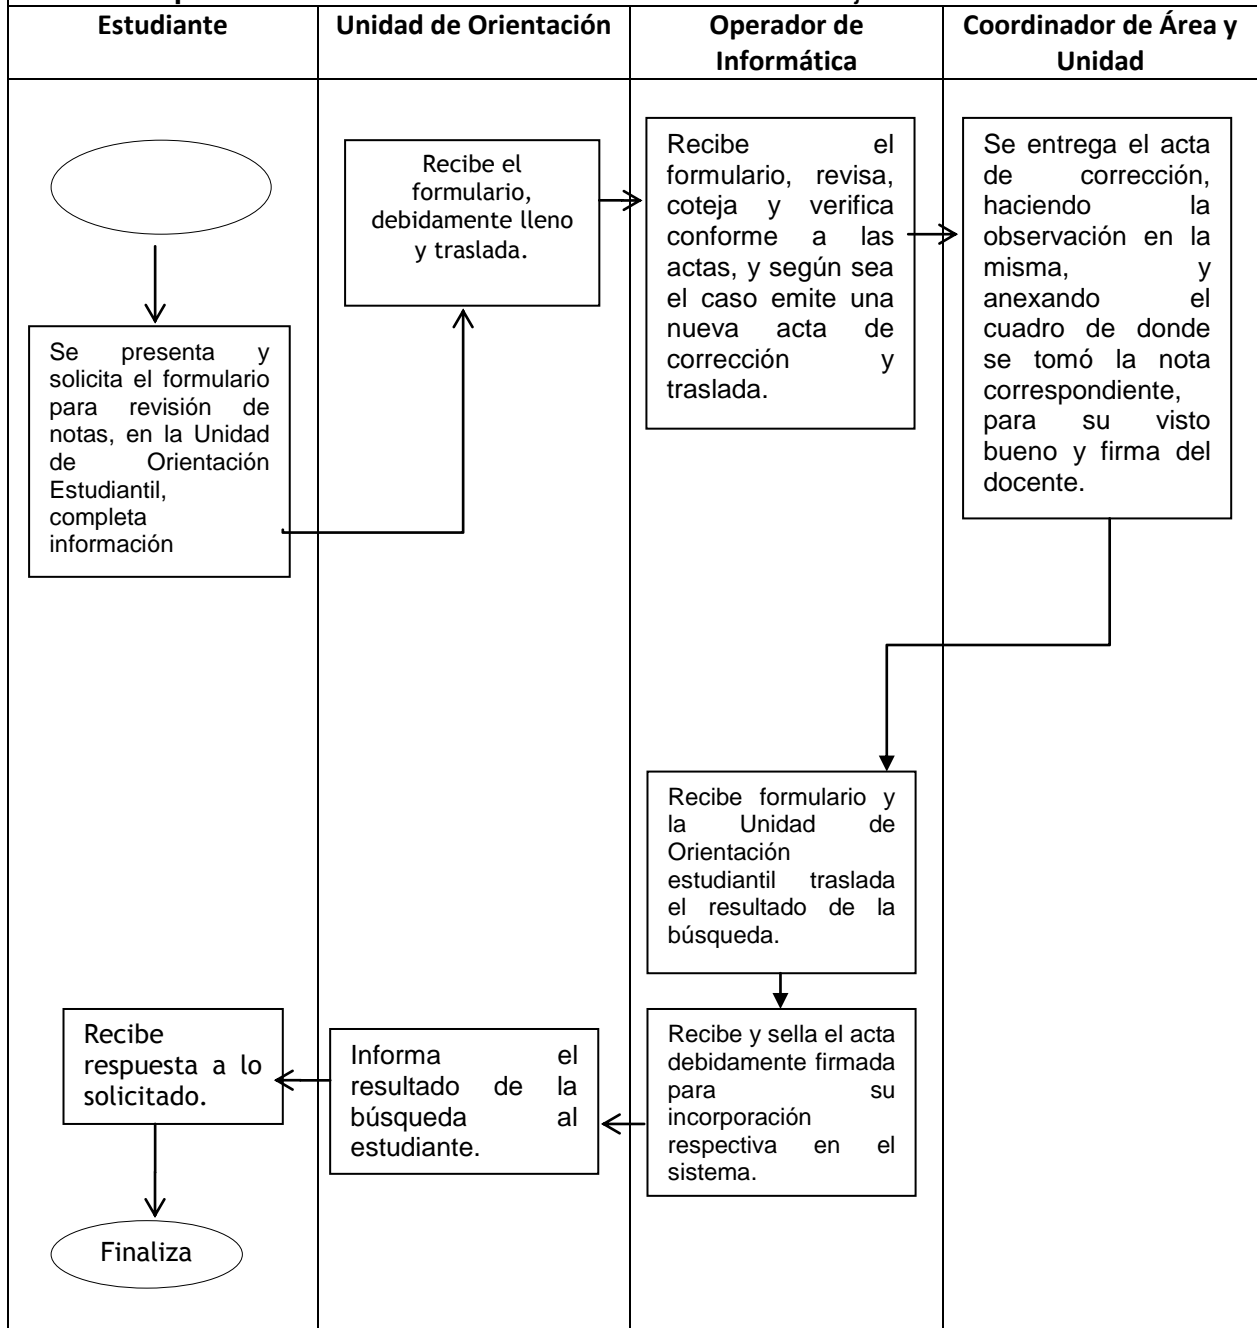 Estudiante
Unidad de Orientación
Operador de
Informática
Coordinador de Área y
Unidad
Se presenta y
solicita el formulario
para revisión de
notas, en la Unidad
de Orientación
Estudiantil,
completa
información
Recibe el
formulario,
debidamente lleno
y traslada.
Recibe el
formulario, revisa,
coteja y verifica
conforme a las
actas, y según sea
el caso emite una
nueva acta de
corrección y
traslada.
Se entrega el acta
de corrección,
haciendo la
observación en la
misma, y
anexando el
cuadro de donde
se tomó la nota
correspondiente,
para su visto
bueno y firma del
docente.
Recibe formulario y
la Unidad de
Orientación
estudiantil traslada
el resultado de la
búsqueda.
Recibe y sella el acta
debidamente firmada
para su
incorporación
respectiva en el
sistema.
Informa el
resultado de la
búsqueda al
estudiante.
Recibe
respuesta a lo
solicitado.
Finaliza